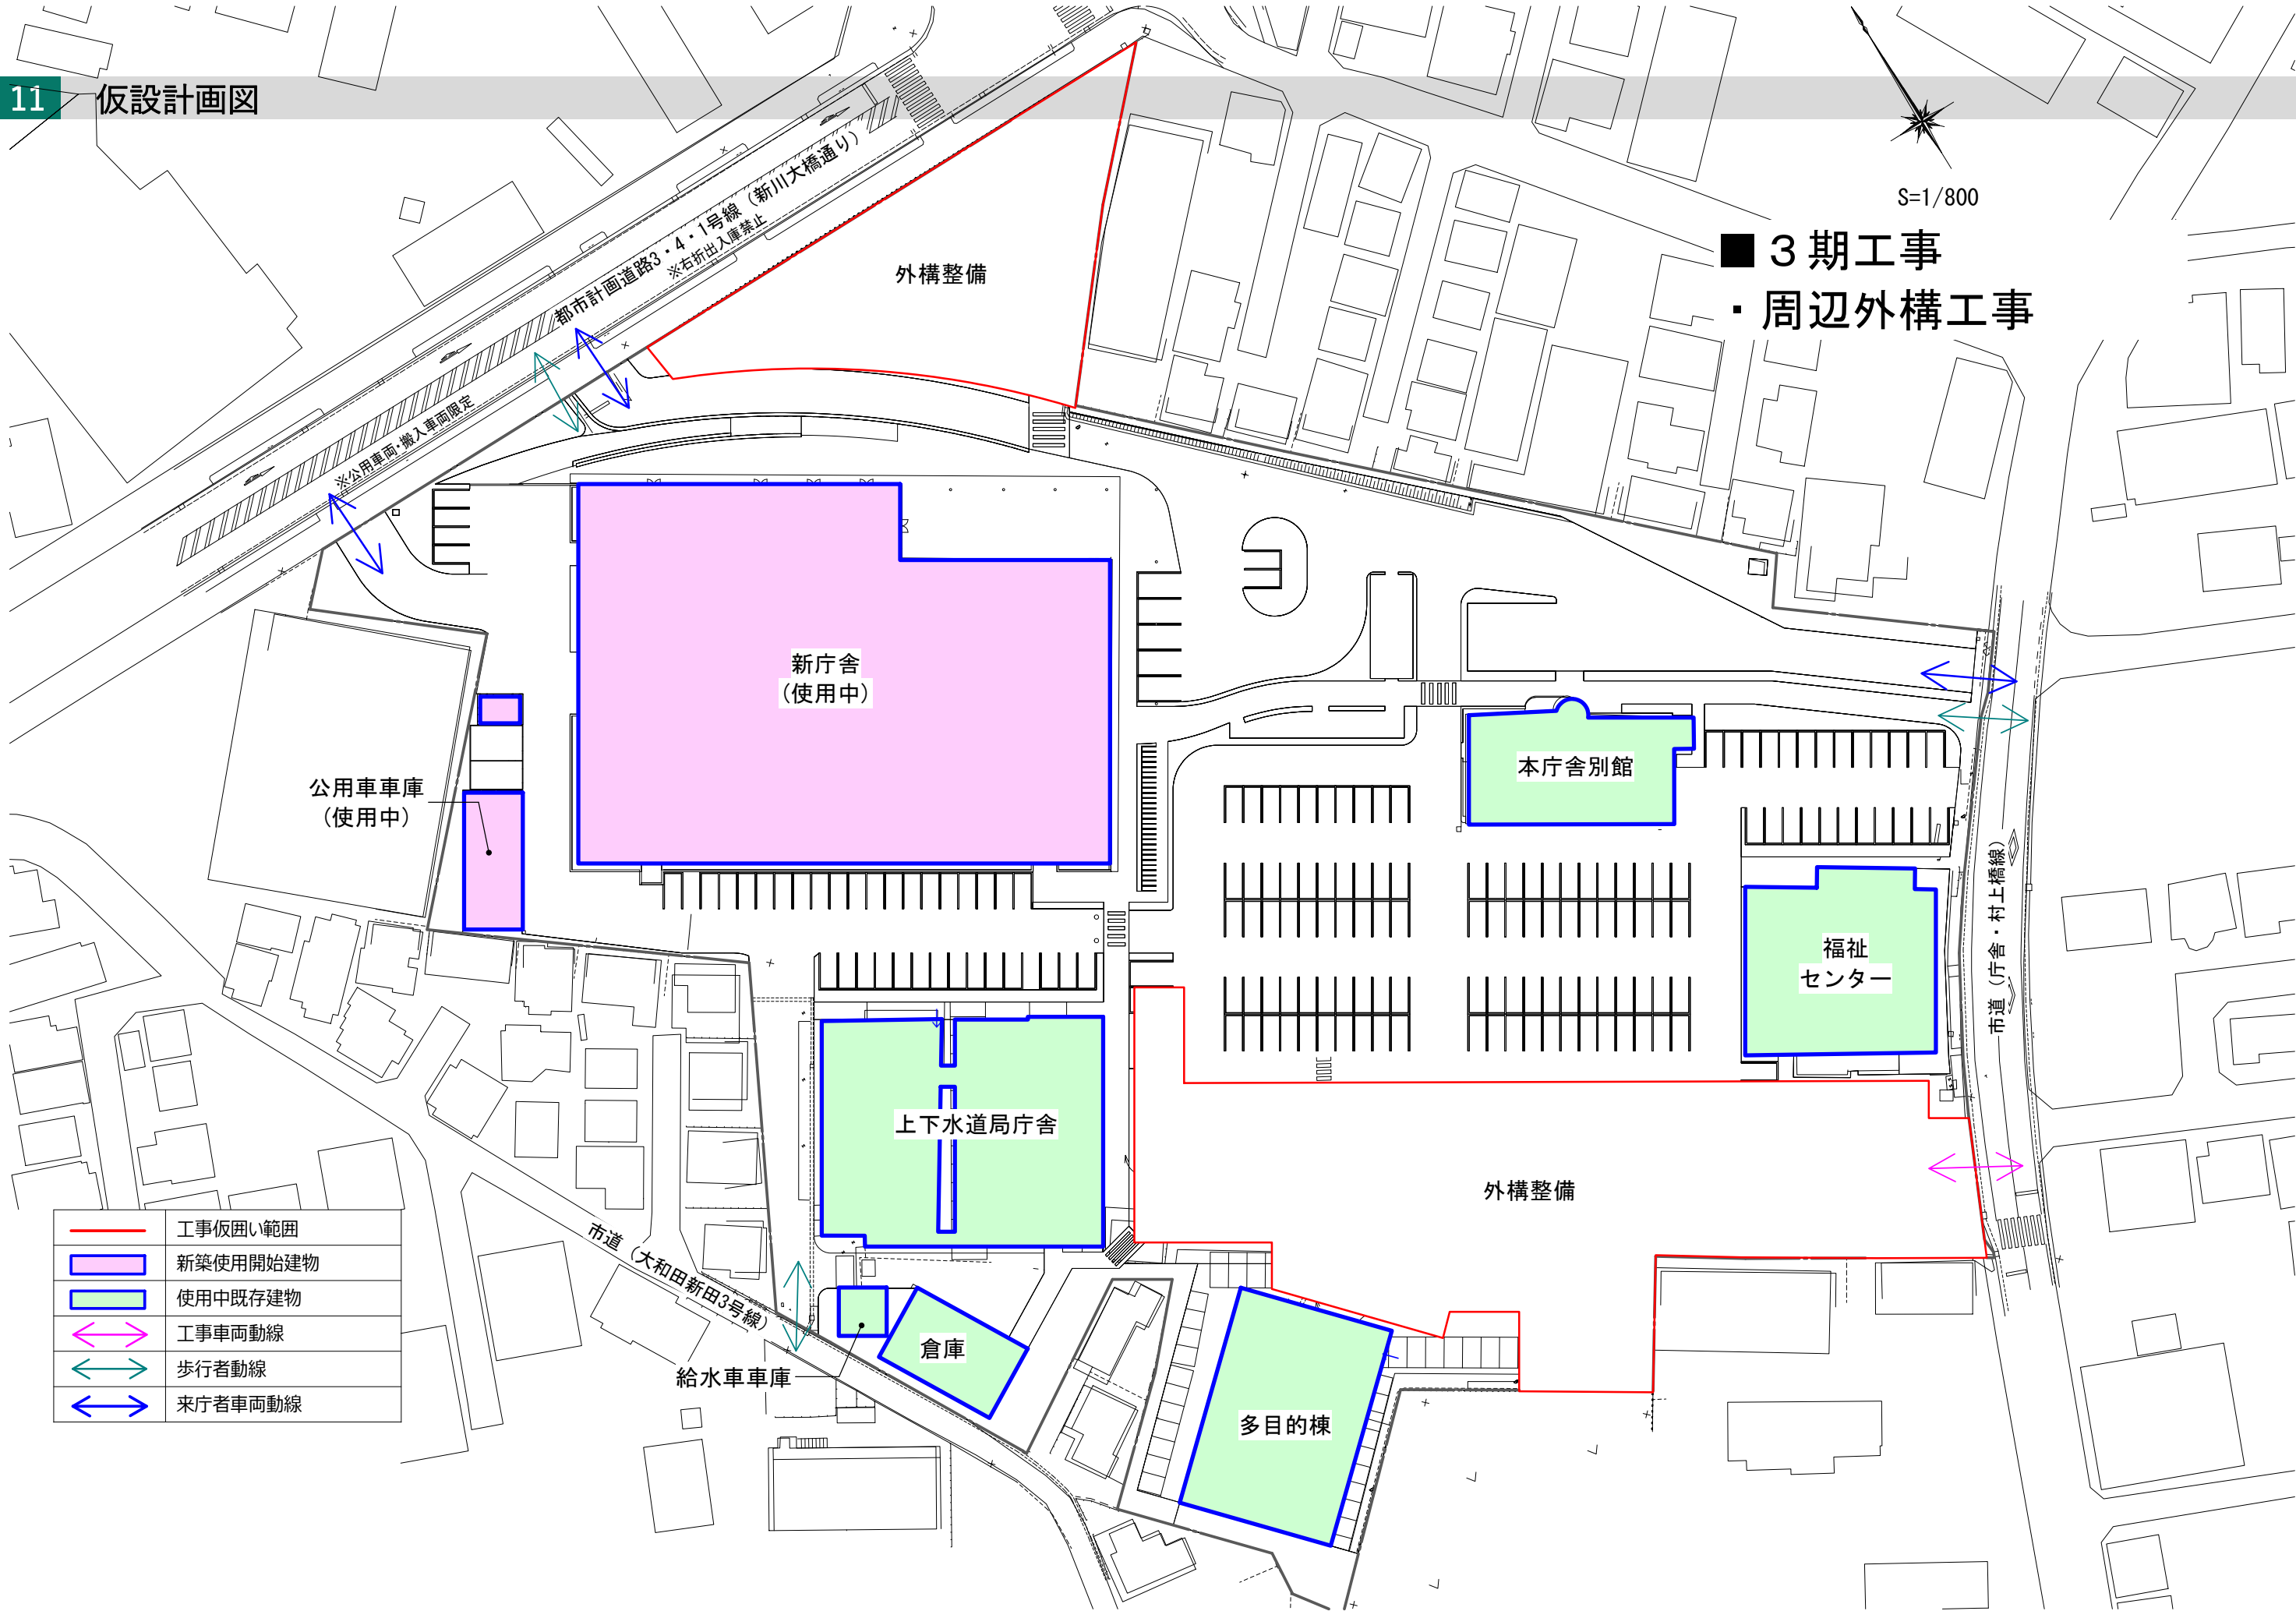 11
仮設計画図
S=1/800
■３期工事
・周辺外構工事
都市計画道路3・4・1号線（新川大橋通り）
※右折出入庫禁止
※公用車両・搬入車両限定
外構整備
新庁舎
（使用中）
公用車車庫
（使用中）
本庁舎別館
福祉
センター
市道（庁舎・村上橋線）
上下水道局庁舎
外構整備
市道（大和田新田3号線）
給水車車庫
倉庫
多目的棟
工事仮囲い範囲
新築使用開始建物
使用中既存建物
工事車両動線
歩行者動線
来庁者車両動線